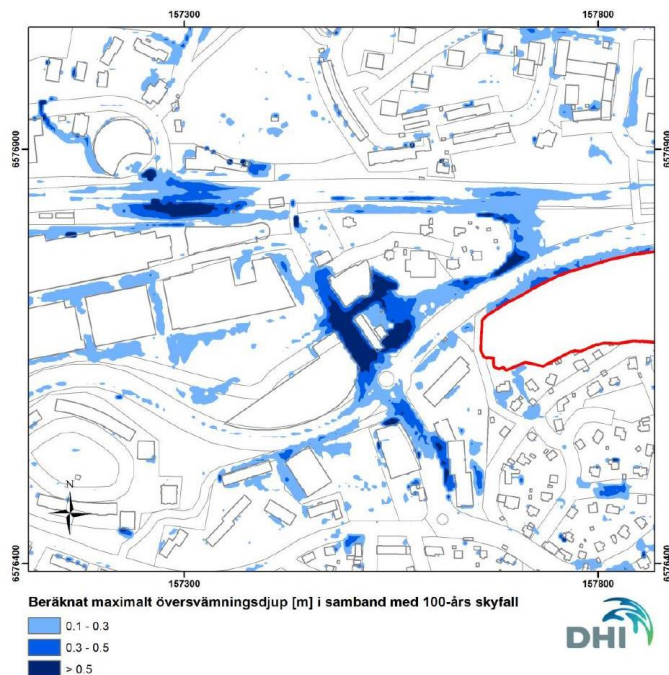 157300 157800
6576900 6576900
N
6576400 6576400
157300 157800
Beräknat maximalt översvämningsdjup [m] i samband med 100-års skyfall
0.1 - 0.3
0.3 - 0.5
> 0.5
DHI